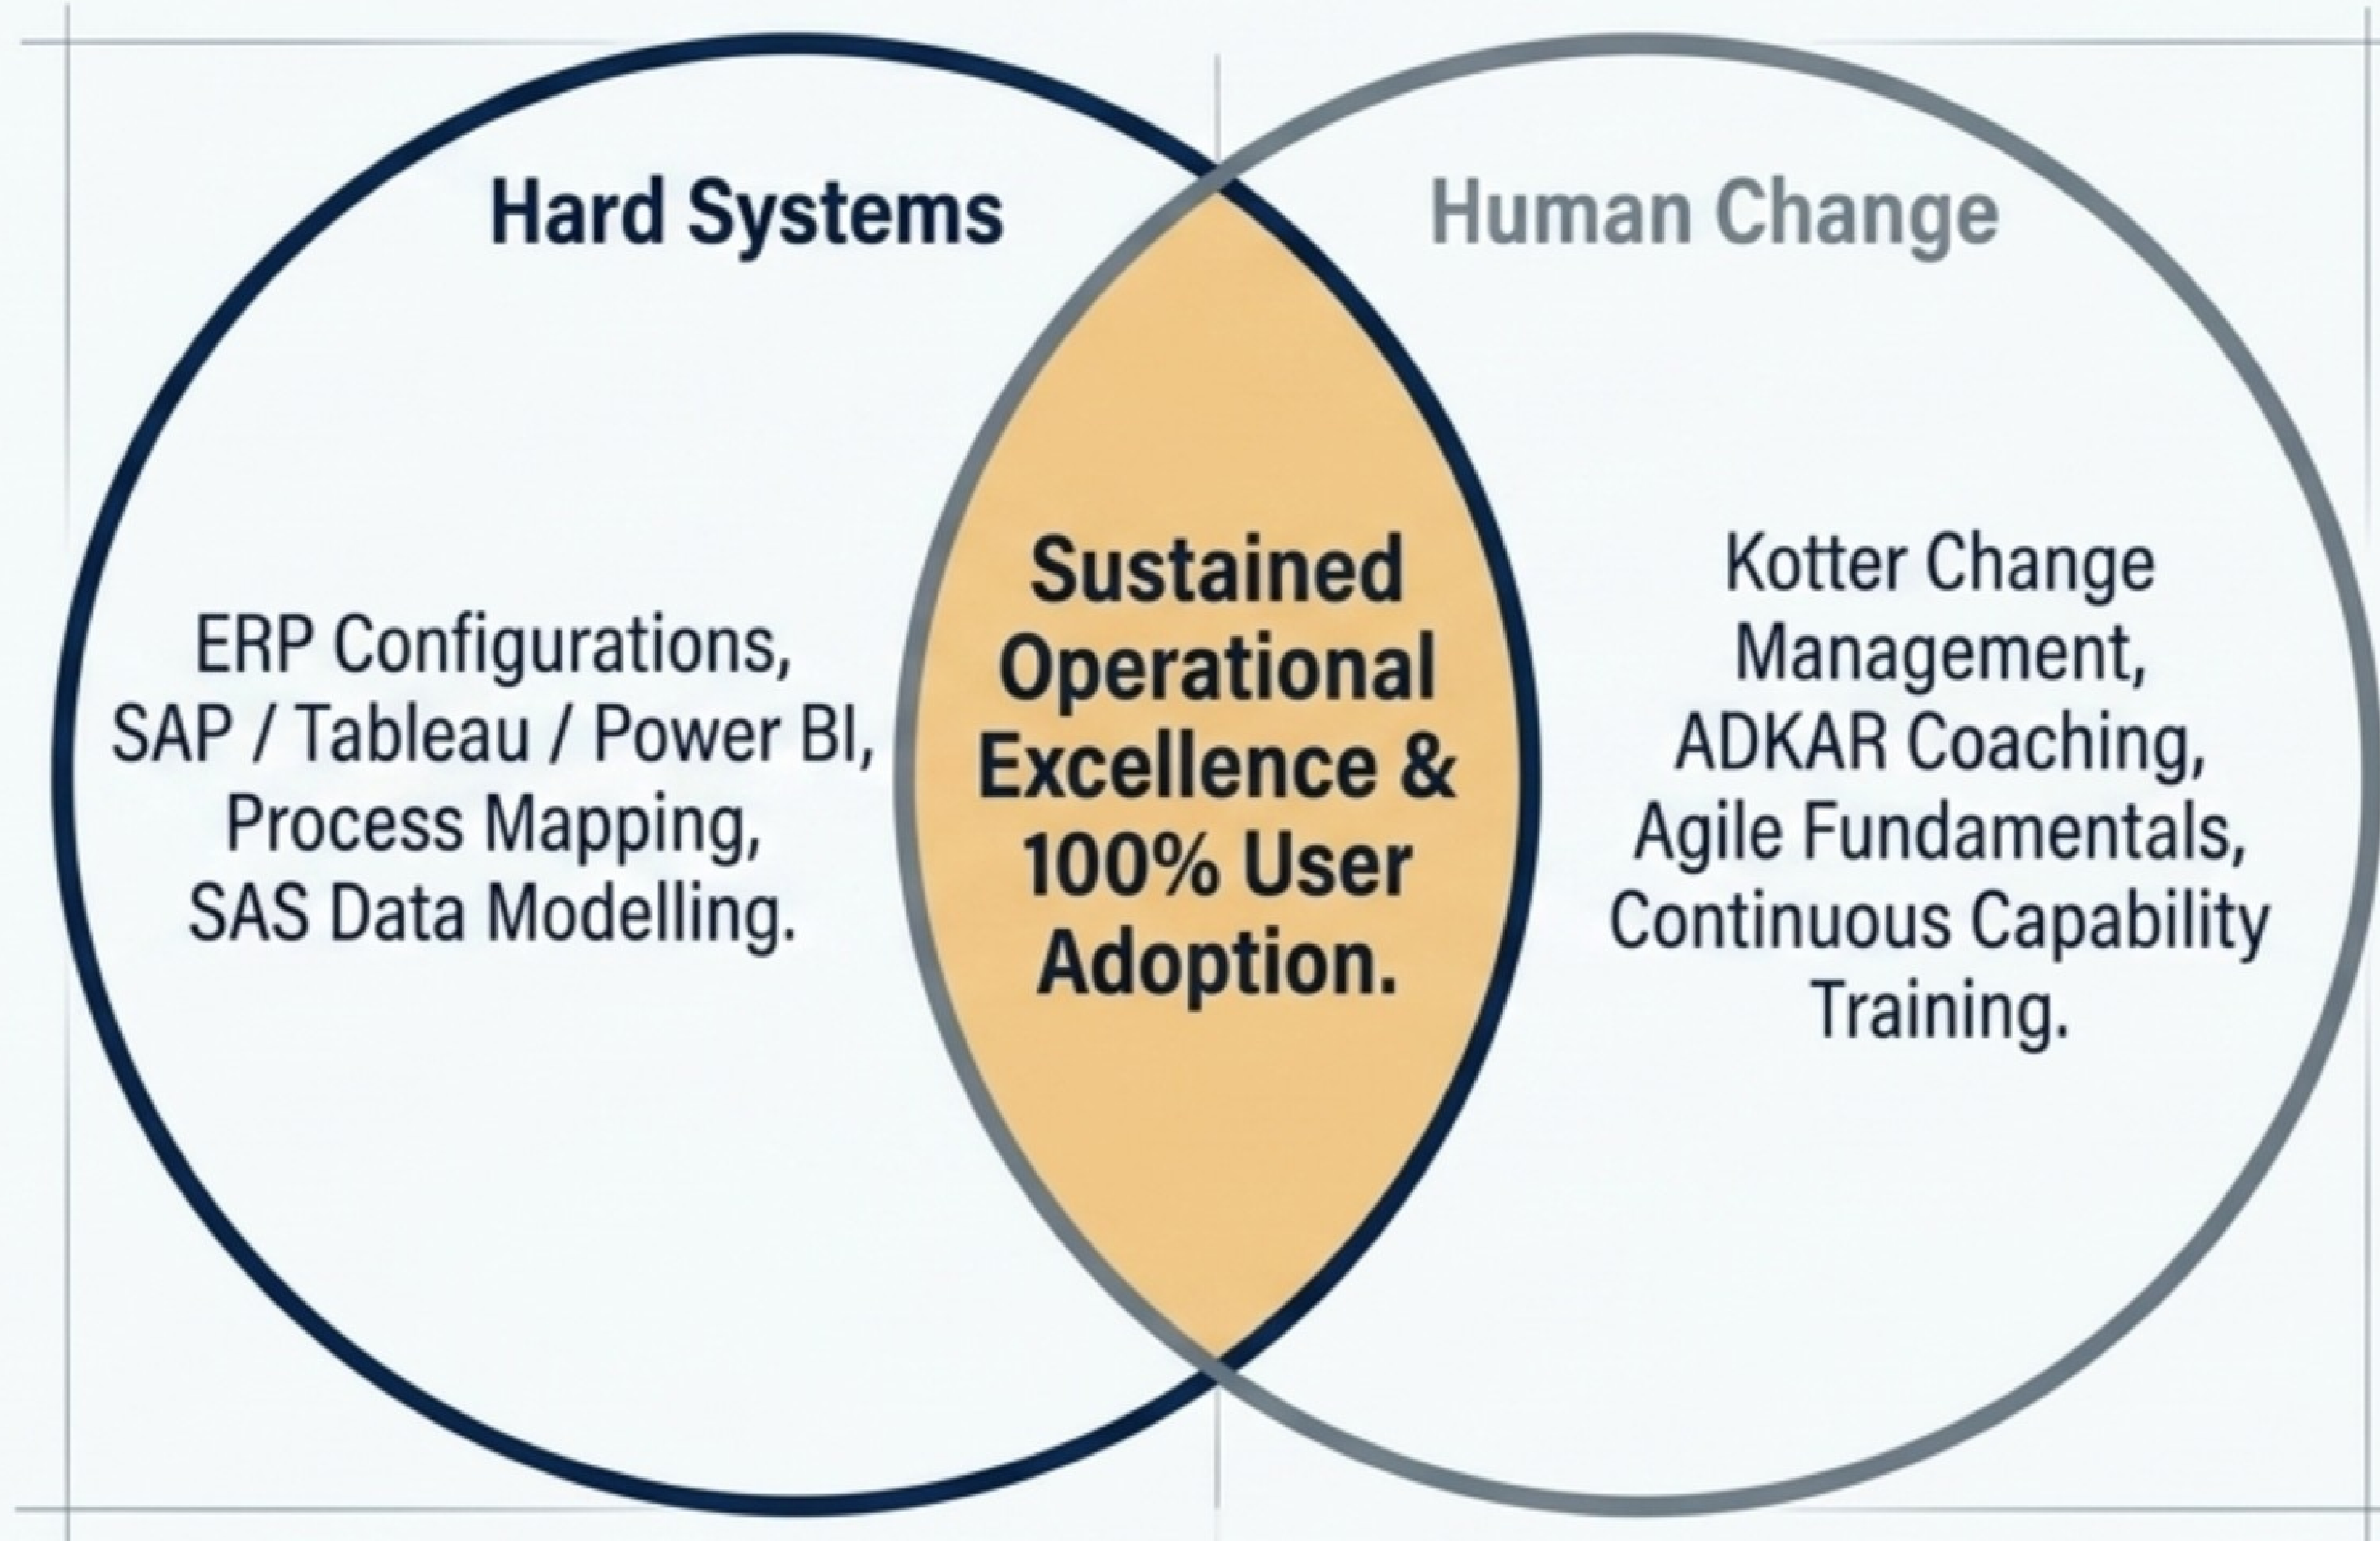 Hard Systems
Human Change
ERP Configurations,
SAP / Tableau / Power BI,
Process Mapping,
SAS Data Modelling.
Sustained
Operational
Excellence &
100% User
Adoption.
Kotter Change
Management,
ADKAR Coaching,
Agile Fundamentals,
Continuous Capability
Training.